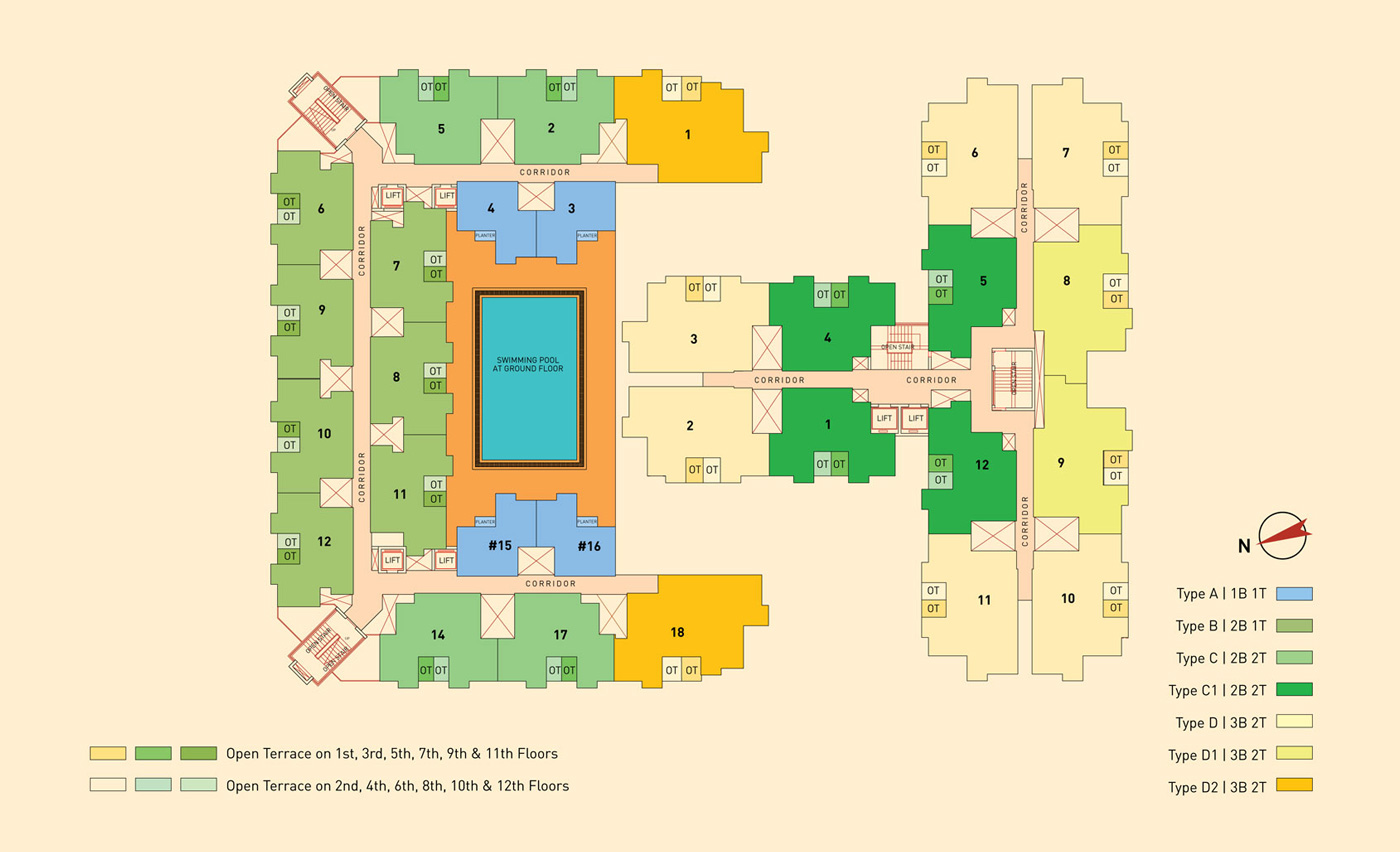 OPEN STAIR
UP
OT OT
5
OT OT
2
OT OT
1
CORRIDOR
6
OT
OT
LIFT
LIFT
4
3
PLANTER
PLANTER
CORRIDOR
7
OT
OT
9
OT
OT
8
OT
OT
SWIMMING POOL
AT GROUND FLOOR
10
OT
OT
11
OT
OT
CORRIDOR
12
OT
OT
LIFT
LIFT
PLANTER
PLANTER
#15
#16
CORRIDOR
OPEN STAIR
OPEN STAIR
UP
14
OT OT
17
OT OT
18
OT OT
6
OT
OT
7
OT
OT
CORRIDOR
5
OT
OT
8
OT
OT
OT OT
3
OT OT
4
OPEN STAIR
CORRIDOR
CORRIDOR
OPEN STAIR
2
OT OT
1
OT OT
LIFT
LIFT
12
OT
OT
9
OT
OT
CORRIDOR
11
OT
OT
10
OT
OT
N
Type A | 1B 1T
Type B | 2B 1T
Type C | 2B 2T
Type C1 | 2B 2T
Type D | 3B 2T
Type D1 | 3B 2T
Type D2 | 3B 2T
Open Terrace on 1st, 3rd, 5th, 7th, 9th & 11th Floors
Open Terrace on 2nd, 4th, 6th, 8th, 10th & 12th Floors